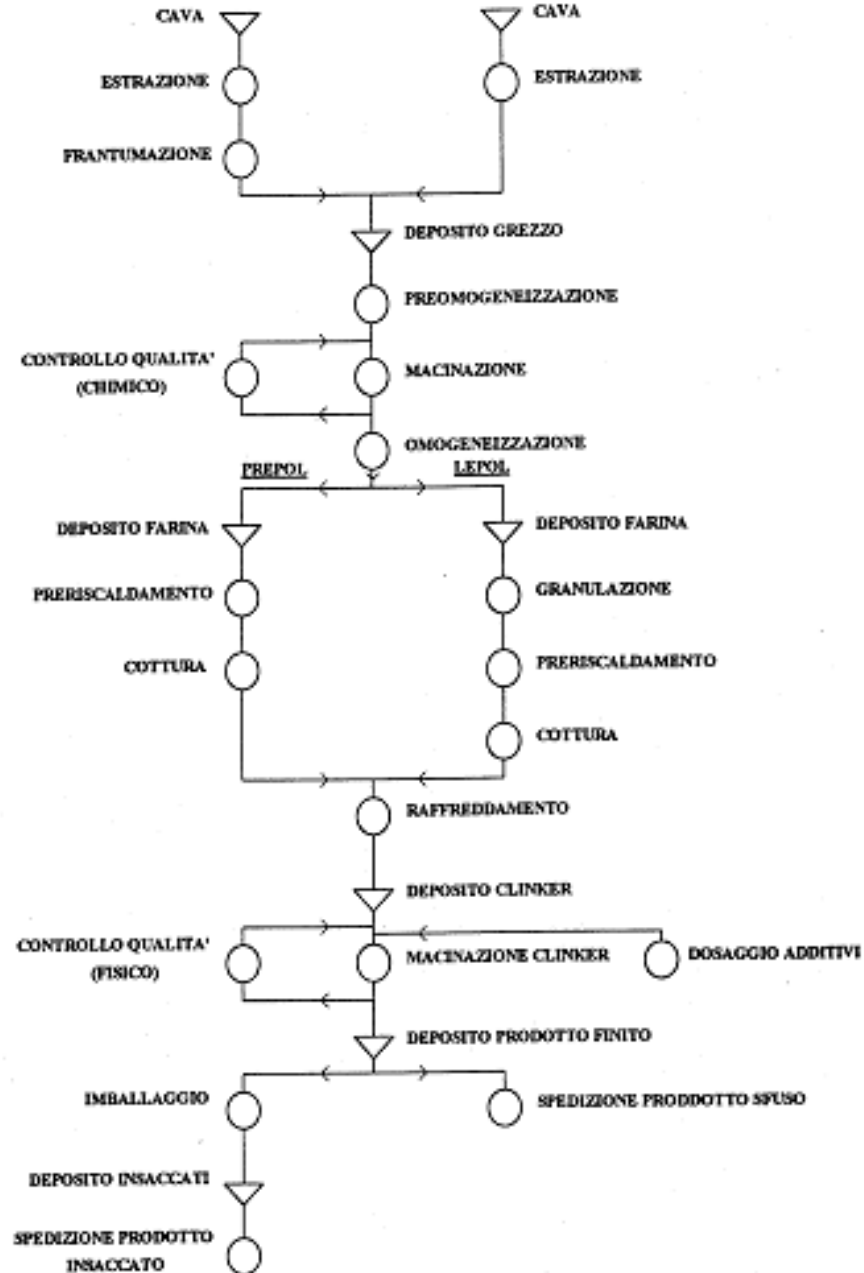 CAVA
CAVA
ESTRAZIONE
ESTRAZIONE
FRANTUMAZIONE
DEPOSITO GREZZO
PREOMOGENEIZZAZIONE
CONTROLLO QUALITA'
(CHIMICO)
MACINAZIONE
OMOGENEIZZAZIONE
PREPOL
LEPOL
DEPOSITO FARINA
DEPOSITO FARINA
PRERISCALDAMENTO
GRANULAZIONE
COTTURA
PRERISCALDAMENTO
COTTURA
RAFFREDDAMENTO
DEPOSITO CLINKER
CONTROLLO QUALITA'
(FISICO)
MACINAZIONE CLINKER
DOSAGGIO ADDITIVI
DEPOSITO PRODOTTO FINITO
IMBALLAGGIO
SPEDIZIONE PRODDOTTO SFUSO
DEPOSITO INSACCATI
SPEDIZIONE PRODOTTO
INSACCATO